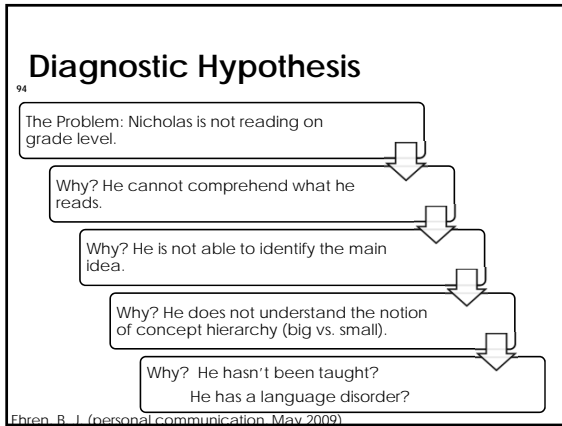 Diagnostic Hypothesis
94
The Problem: Nicholas is not reading on
grade level.
Why? He cannot comprehend what he
reads.
Why? He is not able to identify the main
idea.
Why? He does not understand the notion
of concept hierarchy (big vs. small).
Why? He hasn't been taught?
He has a language disorder?
Ehren, B. J. (personal communication, May 2009)